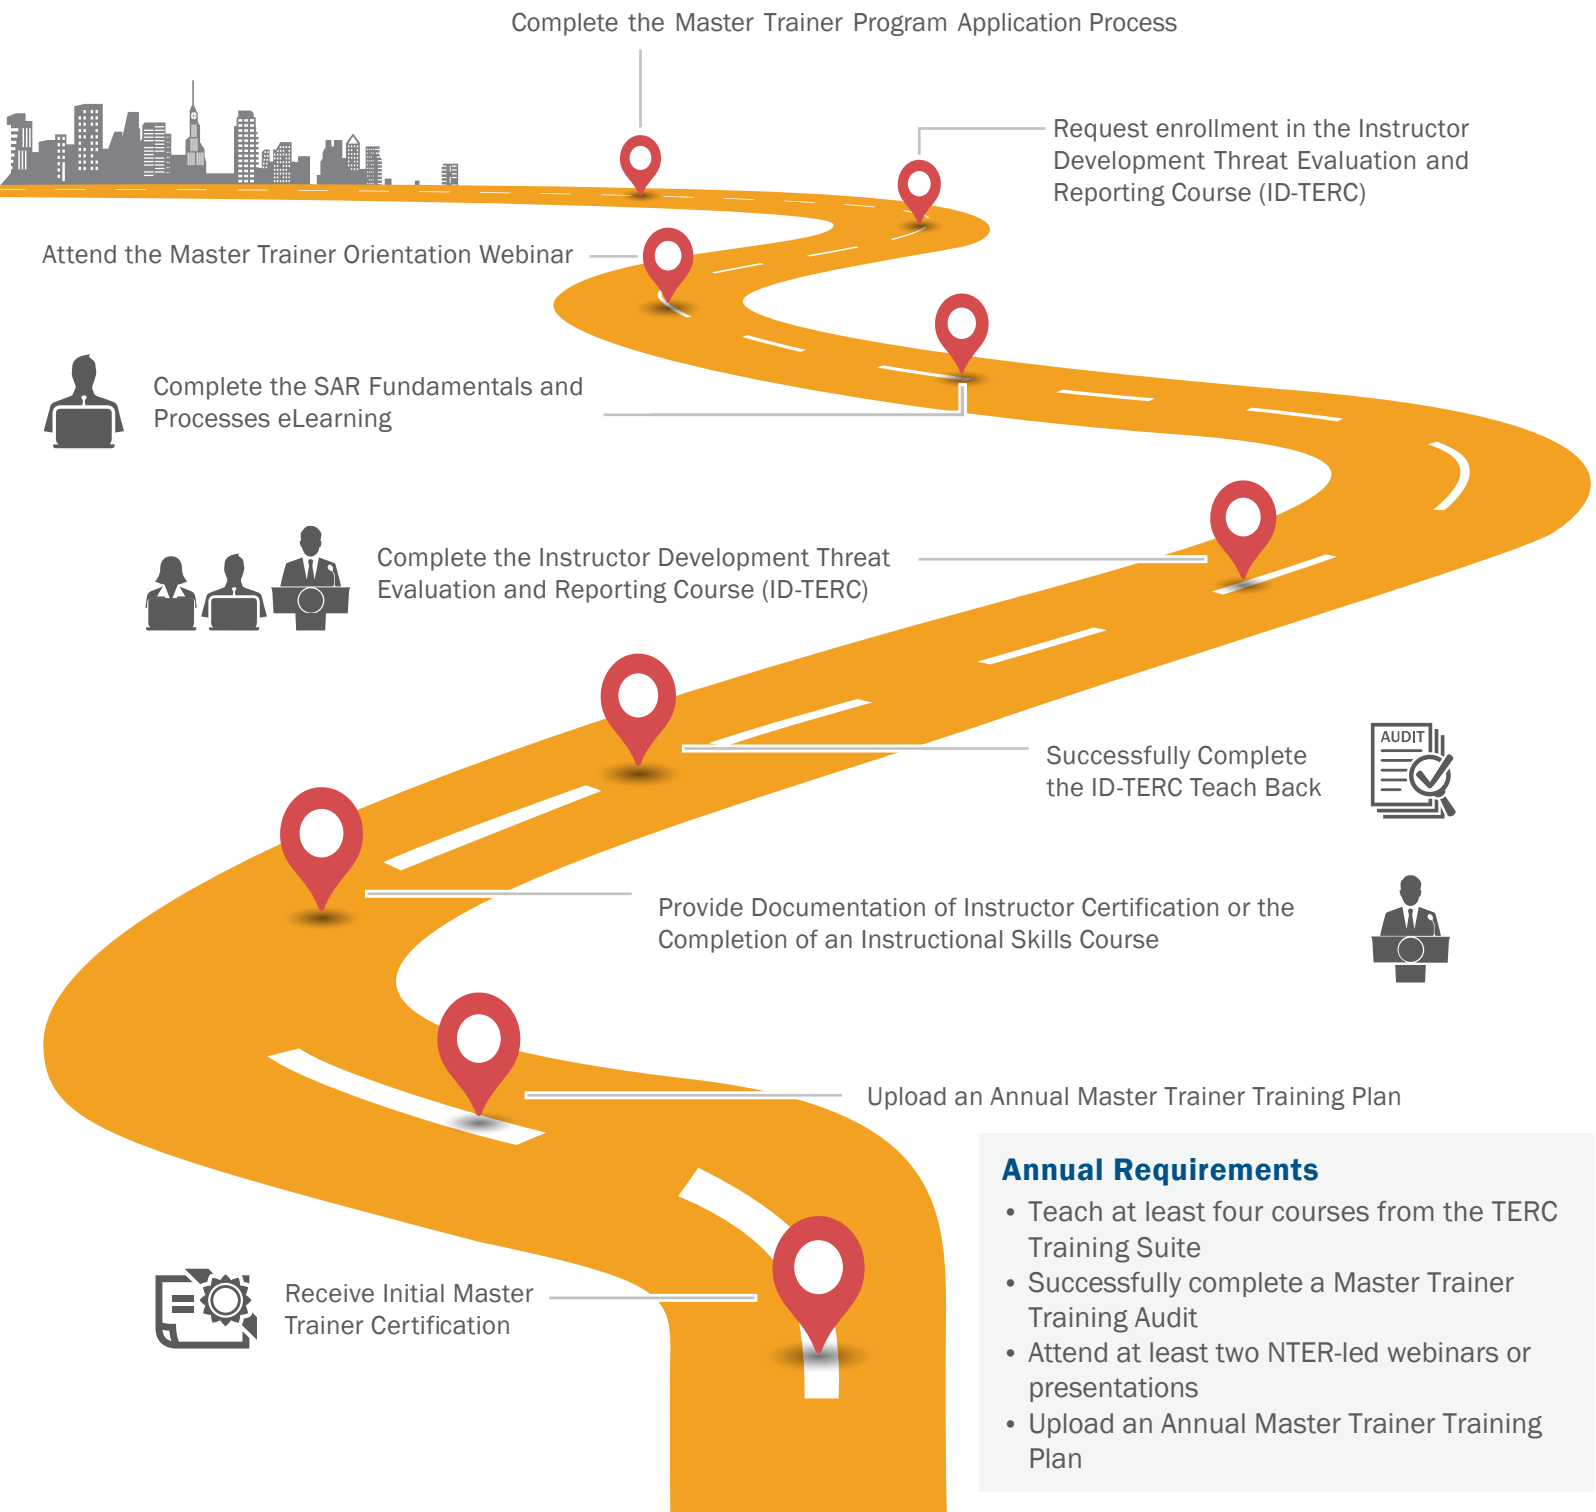 Complete the Master Trainer Program Application Process
Request enrollment in the Instructor
Development Threat Evaluation and
Reporting Course (ID-TERC)
Attend the Master Trainer Orientation Webinar
Complete the SAR Fundamentals and
Processes eLearning
Complete the Instructor Development Threat
Evaluation and Reporting Course (ID-TERC)
Successfully Complete
the ID-TERC Teach Back
AUDIT
Provide Documentation of Instructor Certification or the
Completion of an Instructional Skills Course
Upload an Annual Master Trainer Training Plan
Annual Requirements
• Teach at least four courses from the TERC
Training Suite
• Successfully complete a Master Trainer
Training Audit
• Attend at least two NTER-led webinars or
presentations
• Upload an Annual Master Trainer Training
Plan
Receive Initial Master
Trainer Certification